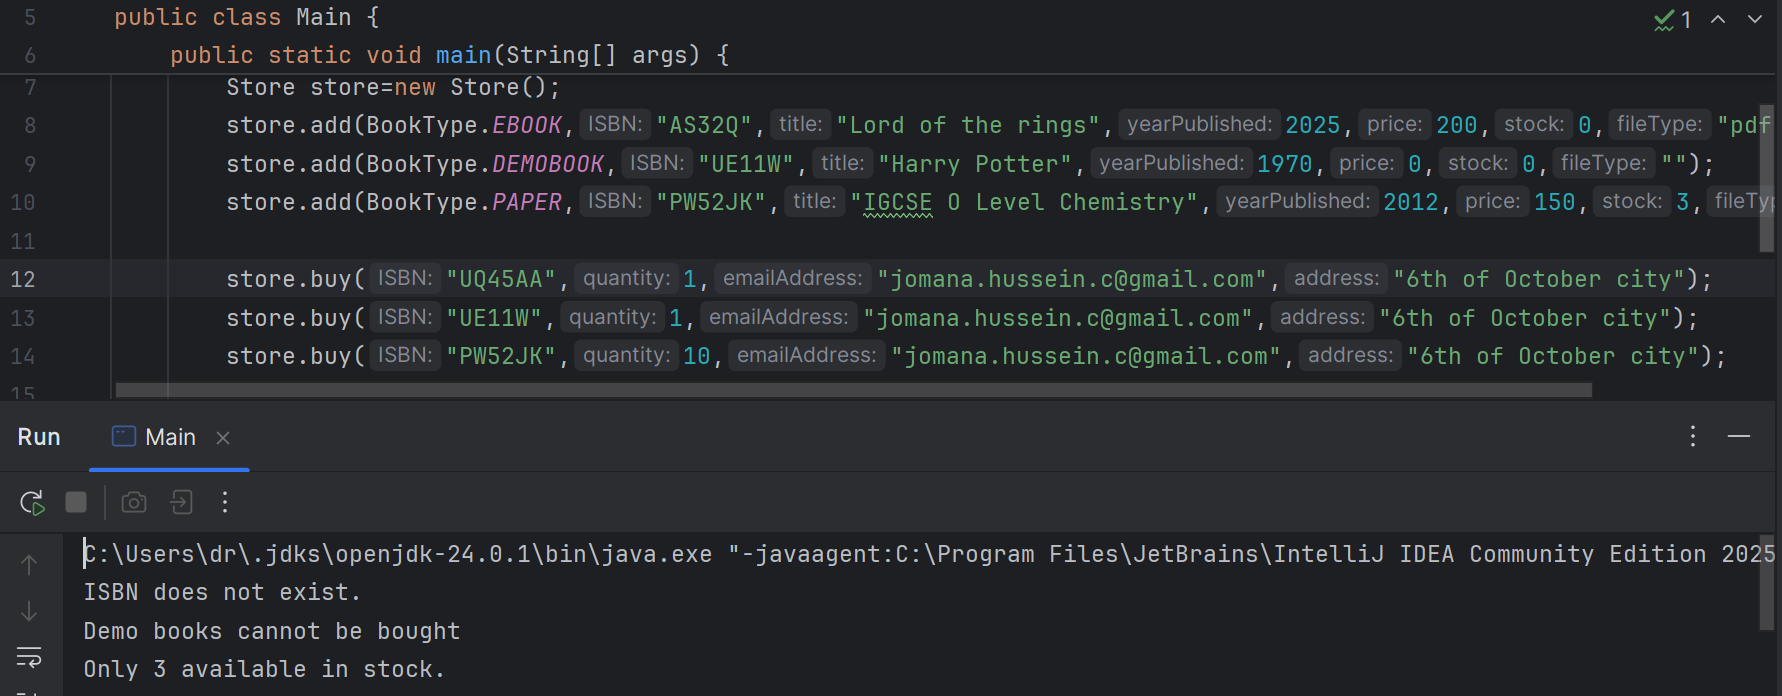 5 public class Main {
6 public static void main(String[] args) {
7 Store store=new Store();
8 store.add(BookType.EBOOK, ISBN: "AS32Q", title: "Lord of the rings", yearPublished: 2025, price: 200, stock: 0, fileType: "pdf
9 store.add(BookType.DEMOBOOK, ISBN: "UE11W", title: "Harry Potter", yearPublished: 1970, price: 0, stock: 0, fileType: "");
10 store.add(BookType.PAPER, ISBN: "PW52JK", title: "IGCSE O Level Chemistry", yearPublished: 2012, price: 150, stock: 3, fileTyp
11
12 store.buy( ISBN: "UQ45AA", quantity: 1, emailAddress: "jomana.hussein.c@gmail.com", address: "6th of October city");
13 store.buy( ISBN: "UE11W", quantity: 1, emailAddress: "jomana.hussein.c@gmail.com", address: "6th of October city");
14 store.buy( ISBN: "PW52JK", quantity: 10, emailAddress: "jomana.hussein.c@gmail.com", address: "6th of October city");
15
1
Run Main
C:\Users\dr\.jdks\openjdk-24.0.1\bin\java.exe "-javaagent:C:\Program Files\JetBrains\IntelliJ IDEA Community Edition 2025
ISBN does not exist.
Demo books cannot be bought
Only 3 available in stock.